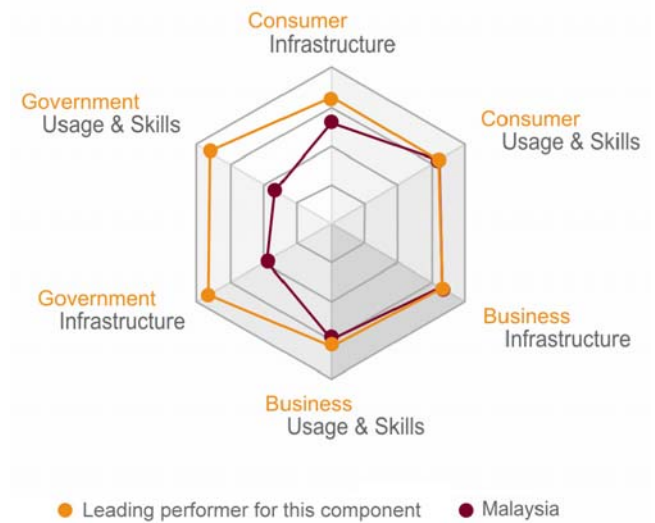 Consumer
Infrastructure
Government
Usage & Skills
Consumer
Usage & Skills
Government
Infrastructure
Business
Infrastructure
Business
Usage & Skills
Leading performer for this component
Malaysia